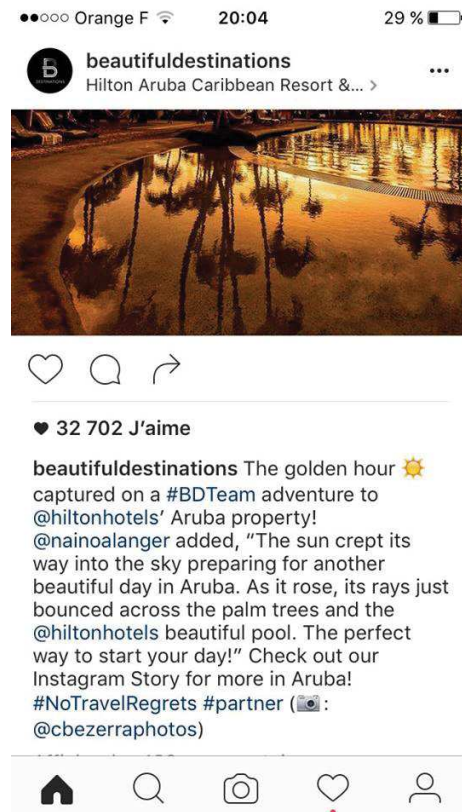 Orange F 20:04 29 %
beautifuldestinations
Hilton Aruba Caribbean Resort &... >
32 702 J'aime
beautifuldestinations The golden hour ☀️
captured on a #BDTeam adventure to
@hiltonhotels' Aruba property!
@nainoalanger added, "The sun crept its
way into the sky preparing for another
beautiful day in Aruba. As it rose, its rays just
bounced across the palm trees and the
@hiltonhotels beautiful pool. The perfect
way to start your day!" Check out our
Instagram Story for more in Aruba!
#NoTravelRegrets #partner (📷:
@cbezerraphotos)